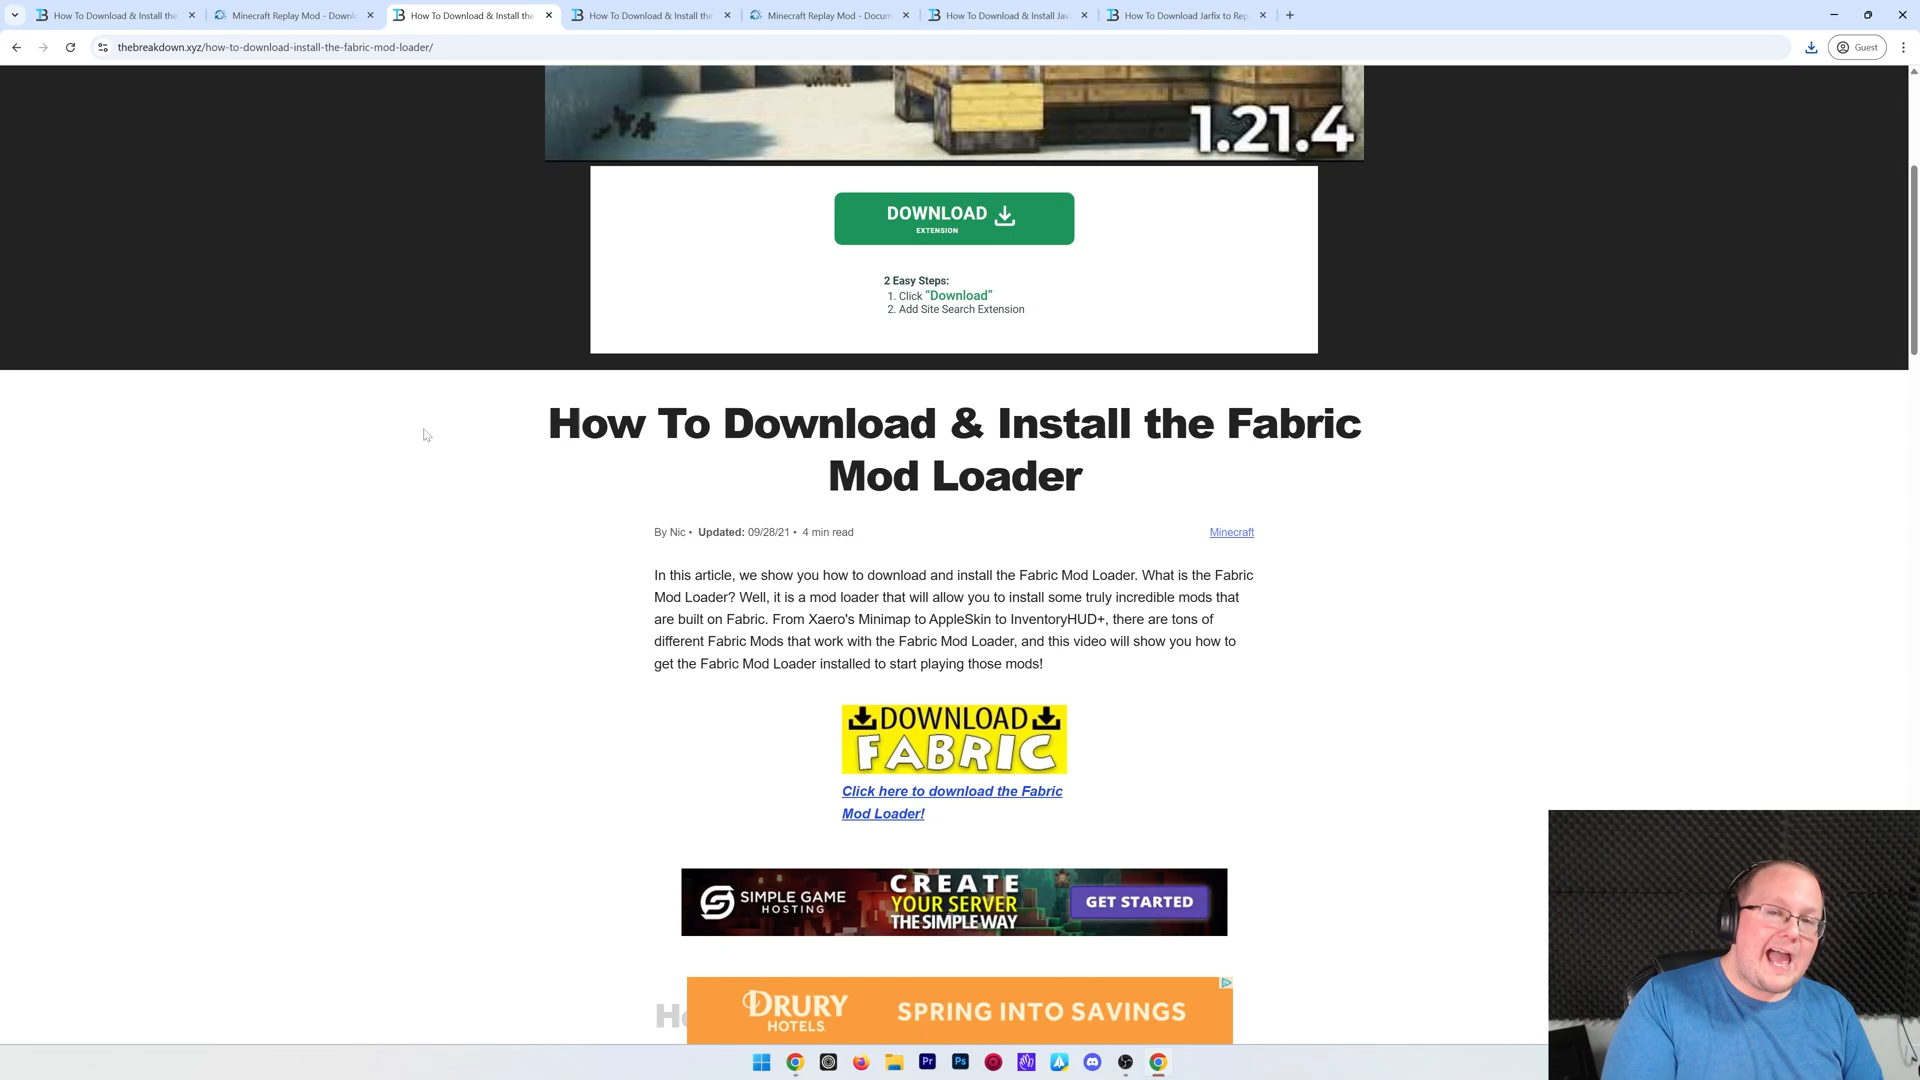 How To Download & Install the
Minecraft Replay Mod - Downl
How To Download & Install the
How To Download & Install the
Minecraft Replay Mod - Docum
How To Download & Install Jav
How To Download Jarfix to Rep
thebreakdown.xyz/how-to-download-install-the-fabric-mod-loader/
Guest
1.21.4
DOWNLOAD
EXTENSION
2 Easy Steps:
1. Click "Download"
2. Add Site Search Extension
How To Download & Install the Fabric
Mod Loader
By Nic • Updated: 09/28/21 • 4 min read
Minecraft
In this article, we show you how to download and install the Fabric Mod Loader. What is the Fabric
Mod Loader? Well, it is a mod loader that will allow you to install some truly incredible mods that
are built on Fabric. From Xaero's Minimap to AppleSkin to InventoryHUD+, there are tons of
different Fabric Mods that work with the Fabric Mod Loader, and this video will show you how to
get the Fabric Mod Loader installed to start playing those mods!
DOWNLOAD
FABRIC
Click here to download the Fabric
Mod Loader!
SIMPLE GAME
HOSTING
CREATE
YOUR SERVER
THE SIMPLE WAY
GET STARTED
DRURY
HOTELS.
SPRING INTO SAVINGS
Pr
Ps